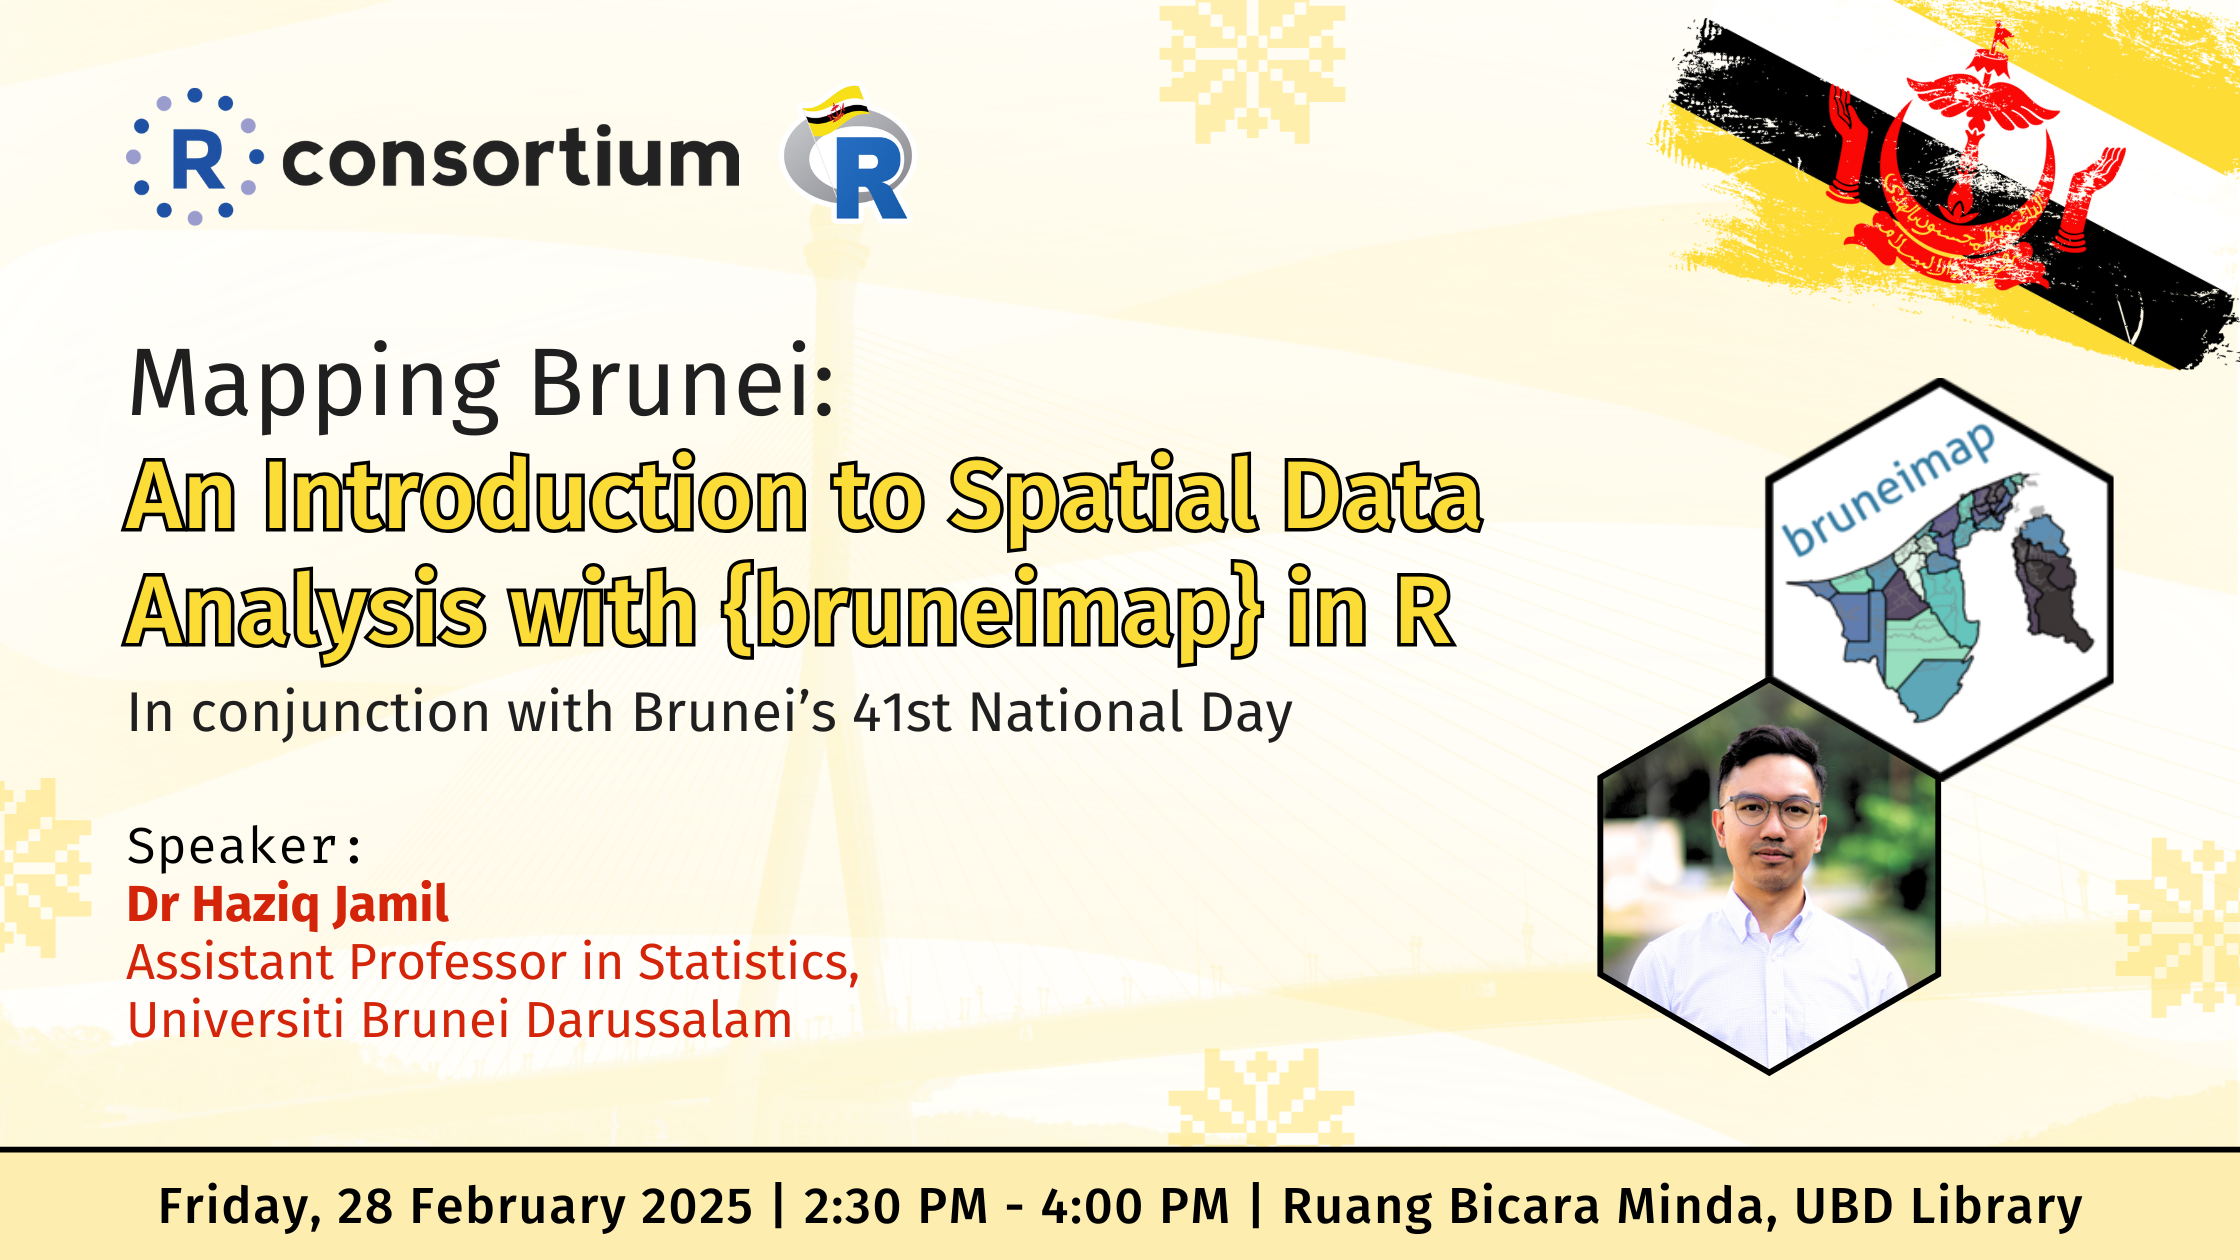 R consortium
R
Mapping Brunei:
An Introduction to Spatial Data
Analysis with {bruneimap} in R
In conjunction with Brunei’s 41st National Day
bruneimap
Speaker:
Dr Haziq Jamil
Assistant Professor in Statistics,
Universiti Brunei Darussalam
Friday, 28 February 2025 | 2:30 PM - 4:00 PM | Ruang Bicara Minda, UBD Library